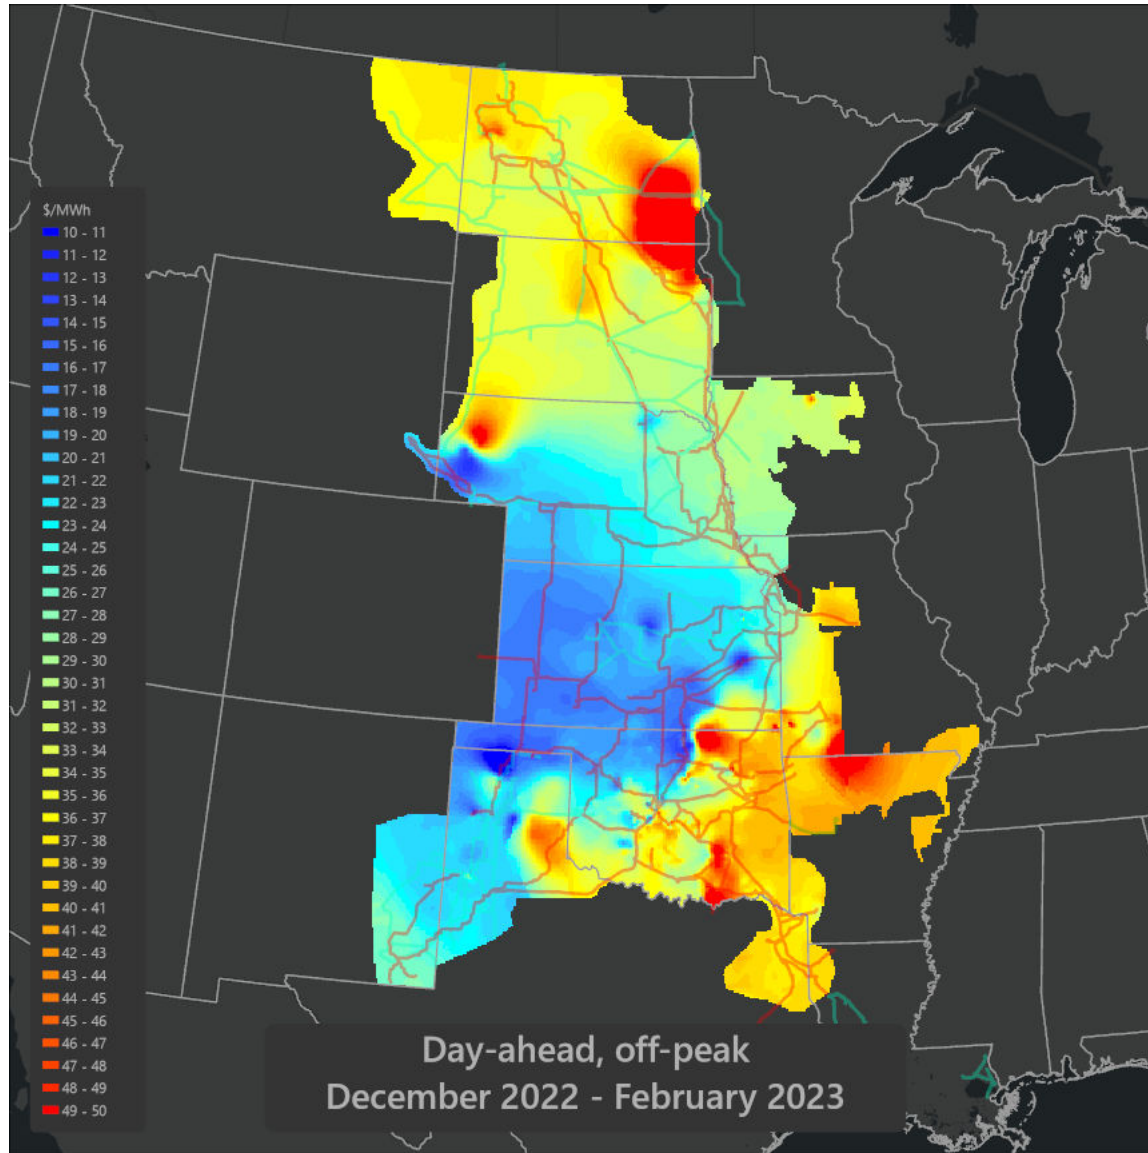 $/MWh
10 - 11
11 - 12
12 - 13
13 - 14
14 - 15
15 - 16
16 - 17
17 - 18
18 - 19
19 - 20
20 - 21
21 - 22
22 - 23
23 - 24
24 - 25
25 - 26
26 - 27
27 - 28
28 - 29
29 - 30
30 - 31
31 - 32
32 - 33
33 - 34
34 - 35
35 - 36
36 - 37
37 - 38
38 - 39
39 - 40
40 - 41
41 - 42
42 - 43
43 - 44
44 - 45
45 - 46
46 - 47
47 - 48
48 - 49
49 - 50
Day-ahead, off-peak
December 2022 - February 2023